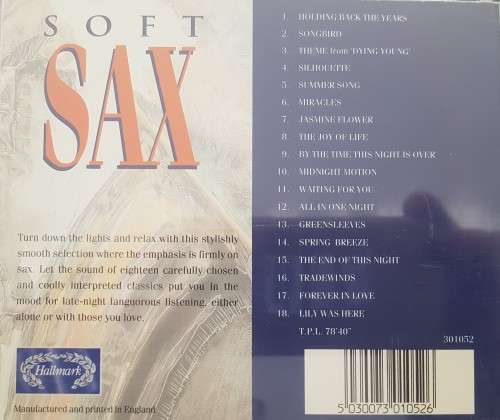 SOFT
SAX
Turn down the lights and relax with this stylishly
smooth selection where the emphasis is firmly on
sax. Let the sound of eighteen carefully chosen
and coolly interpreted classics put you in the
mood for late-night languorous listening, either
alone or with those you love.
Hallmark
Manufactured and printed in England
1. HOLDING BACK THE YEARS
2. SONGBIRD
3. THEME from 'DYING YOUNG'
4. SILHOUETTE
5. SUMMER SONG
6. MIRACLES
7. JASMINE FLOWER
8. THE JOY OF LIFE
9. BY THE TIME THIS NIGHT IS OVER
10. MIDNIGHT MOTION
11. WAITING FOR YOU
12. ALL IN ONE NIGHT
13. GREENSLEEVES
14. SPRING BREEZE
15. THE END OF THIS NIGHT
16. TRADEWINDS
17. FOREVER IN LOVE
18. LILY WAS HERE
T.P.L. 78'40"
301052
5 030073 010526